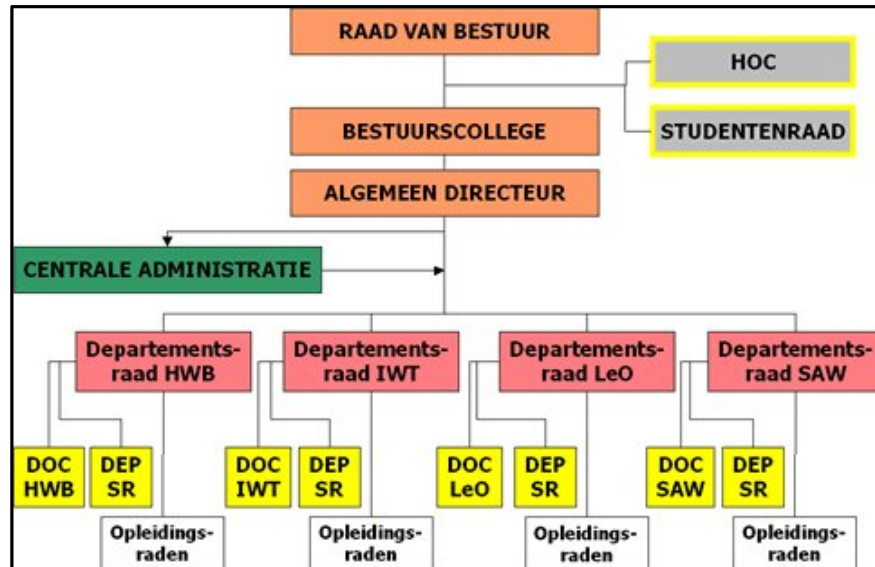 RAAD VAN BESTUUR
HOC
STUDENTENRAAD
BESTUURSCOLLEGE
ALGEMEEN DIRECTEUR
CENTRALE ADMINISTRATIE
Departements-
raad HWB
Departements-
raad IWT
Departements-
raad LeO
Departements-
raad SAW
DOC
HWB
DEP
SR
DOC
IWT
DEP
SR
DOC
LeO
DEP
SR
DOC
SAW
DEP
SR
Opleidings-
raden
Opleidings-
raden
Opleidings-
raden
Opleidings-
raden